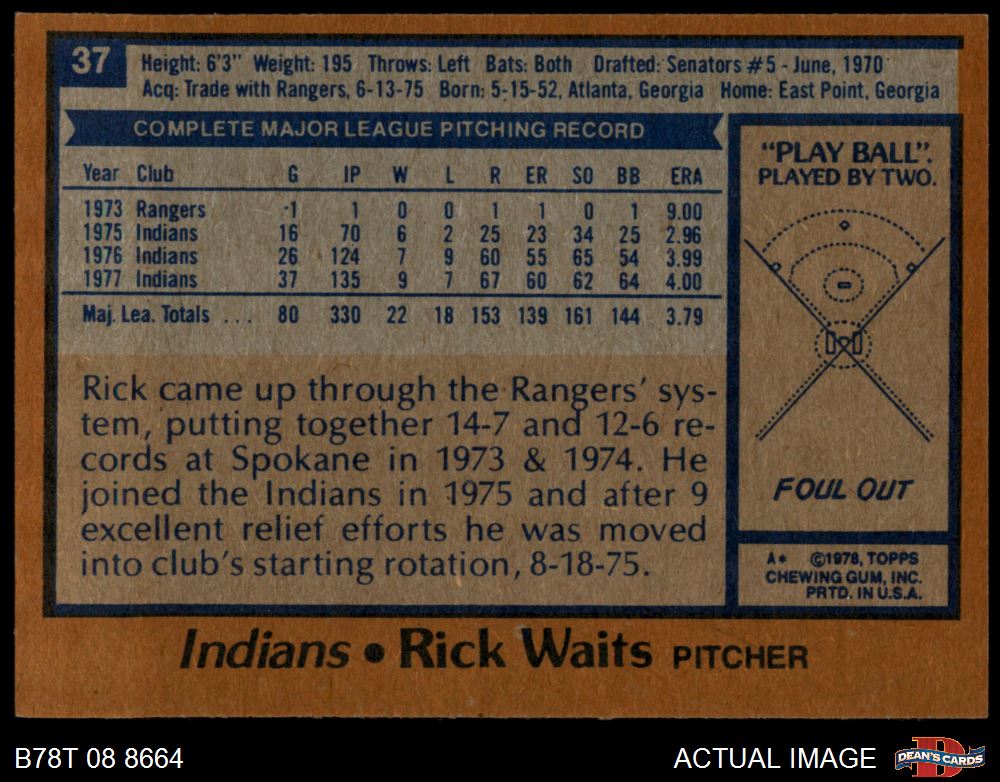 37
Height: 6'3" Weight: 195 Throws: Left Bats: Both Drafted: Senators #5 - June, 1970
Acq: Trade with Rangers, 6-13-75 Born: 5-15-52, Atlanta, Georgia Home: East Point, Georgia
COMPLETE MAJOR LEAGUE PITCHING RECORD
Year Club G IP W L R ER SO BB ERA
1973 Rangers 1 1 0 0 1 1 0 1 9.00
1975 Indians 16 70 6 2 25 23 34 25 2.96
1976 Indians 26 124 7 9 60 55 65 54 3.99
1977 Indians 37 135 9 7 67 60 62 64 4.00
Maj. Lea. Totals ... 80 330 22 18 153 139 161 144 3.79
Rick came up through the Rangers' sys-
tem, putting together 14-7 and 12-6 re-
cords at Spokane in 1973 & 1974. He
joined the Indians in 1975 and after 9
excellent relief efforts he was moved
into club's starting rotation, 8-18-75.
"PLAY BALL".
PLAYED BY TWO.
FOUL OUT
A* ©1978, TOPPS
CHEWING GUM, INC.
PRTD. IN U.S.A.
Indians • Rick Waits PITCHER
B78T 08 8664
ACTUAL IMAGE
D
DEAN'S CARDS